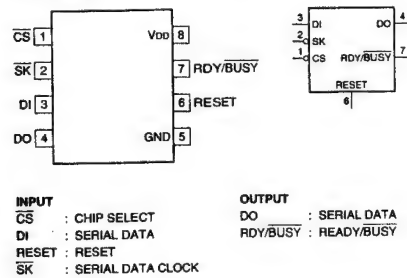 CS 1
VDD 8
SK 2
7 RDY/BUSY
DI 3
6 RESET
DO 4
GND 5
3 DI
DO 4
2 SK
1 CS
RDY/BUSY 7
RESET
6
INPUT
CS : CHIP SELECT
DI : SERIAL DATA
RESET : RESET
SK : SERIAL DATA CLOCK
OUTPUT
DO : SERIAL DATA
RDY/BUSY : READY/BUSY